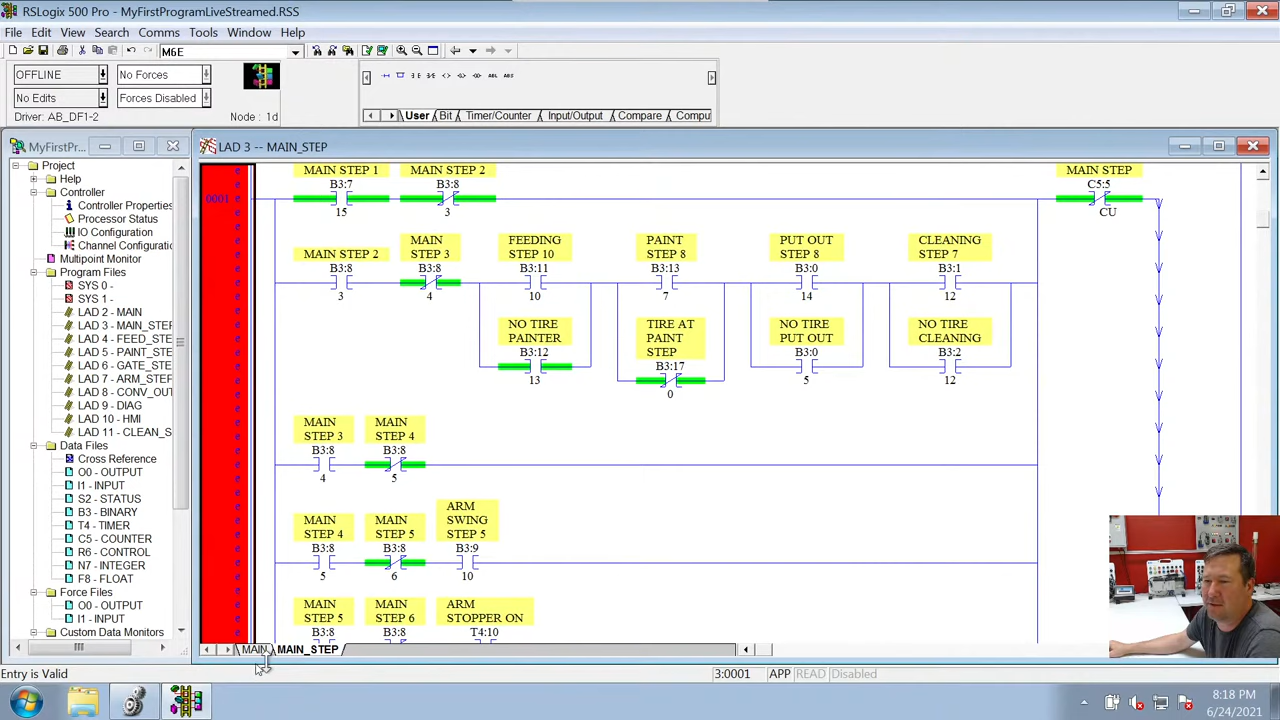 RSLogix 500 Pro - MyFirstProgramLiveStreamed.RSS
File Edit View Search Comms Tools Window Help
M6E
OFFLINE No Forces
No Edits Forces Disabled
Driver: AB_DF1-2 Node : 1d
User Bit Timer/Counter Input/Output Compare Compu
MyFirstPr...
Project
Help
Controller
Controller Properties
Processor Status
IO Configuration
Channel Configuratio
Multipoint Monitor
Program Files
SYS 0 -
SYS 1 -
LAD 2 - MAIN
LAD 3 - MAIN_STEP
LAD 4 - FEED_STE
LAD 5 - PAINT_STE
LAD 6 - GATE_STE
LAD 7 - ARM_STEP
LAD 8 - CONV_OUT
LAD 9 - DIAG
LAD 10 - HMI
LAD 11 - CLEAN_S
Data Files
Cross Reference
O0 - OUTPUT
I1 - INPUT
S2 - STATUS
B3 - BINARY
T4 - TIMER
C5 - COUNTER
R6 - CONTROL
N7 - INTEGER
F8 - FLOAT
Force Files
O0 - OUTPUT
I1 - INPUT
Custom Data Monitors
LAD 3 -- MAIN_STEP
MAIN STEP 1 MAIN STEP 2 MAIN STEP
B3:7 B3:8 C5:5
0001
15 3 CU
MAIN FEEDING PAINT PUT OUT CLEANING
MAIN STEP 2 STEP 3 STEP 10 STEP 8 STEP 8 STEP 7
B3:8 B3:8 B3:11 B3:13 B3:0 B3:1
3 4 10 7 14 12
NO TIRE TIRE AT NO TIRE NO TIRE
PAINTER PAINT PUT OUT CLEANING
B3:12 STEP B3:0 B3:2
B3:17
13 5 12
0
MAIN MAIN
STEP 3 STEP 4
B3:8 B3:8
4 5
ARM
MAIN MAIN SWING
STEP 4 STEP 5 STEP 5
B3:8 B3:8 B3:9
5 6 10
MAIN MAIN ARM
STEP 5 STEP 6 STOPPER ON
B3:8 B3:8 T4:10
MAIN MAIN_STEP
Entry is Valid
3:0001 APP READ Disabled
8:18 PM
6/24/2021